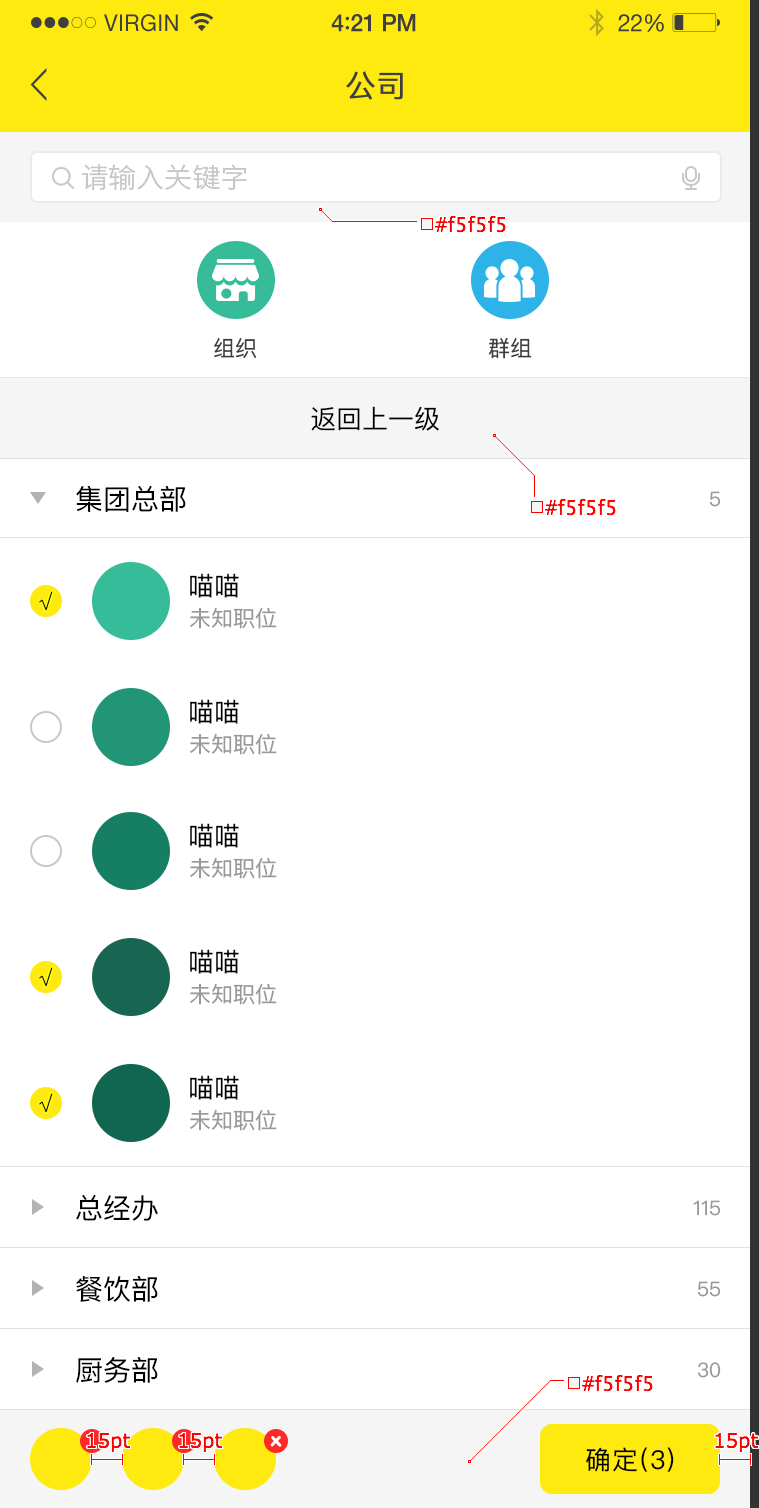 VIRGIN 4:21 PM 22%
公司
请输入关键字
#f5f5f5
组织 群组
返回上一级
#f5f5f5
集团总部 5
√ 喵喵
未知职位
喵喵
未知职位
喵喵
未知职位
√ 喵喵
未知职位
√ 喵喵
未知职位
总经办 115
餐饮部 55
厨务部 30
#f5f5f5
15pt 15pt 15pt
确定(3)